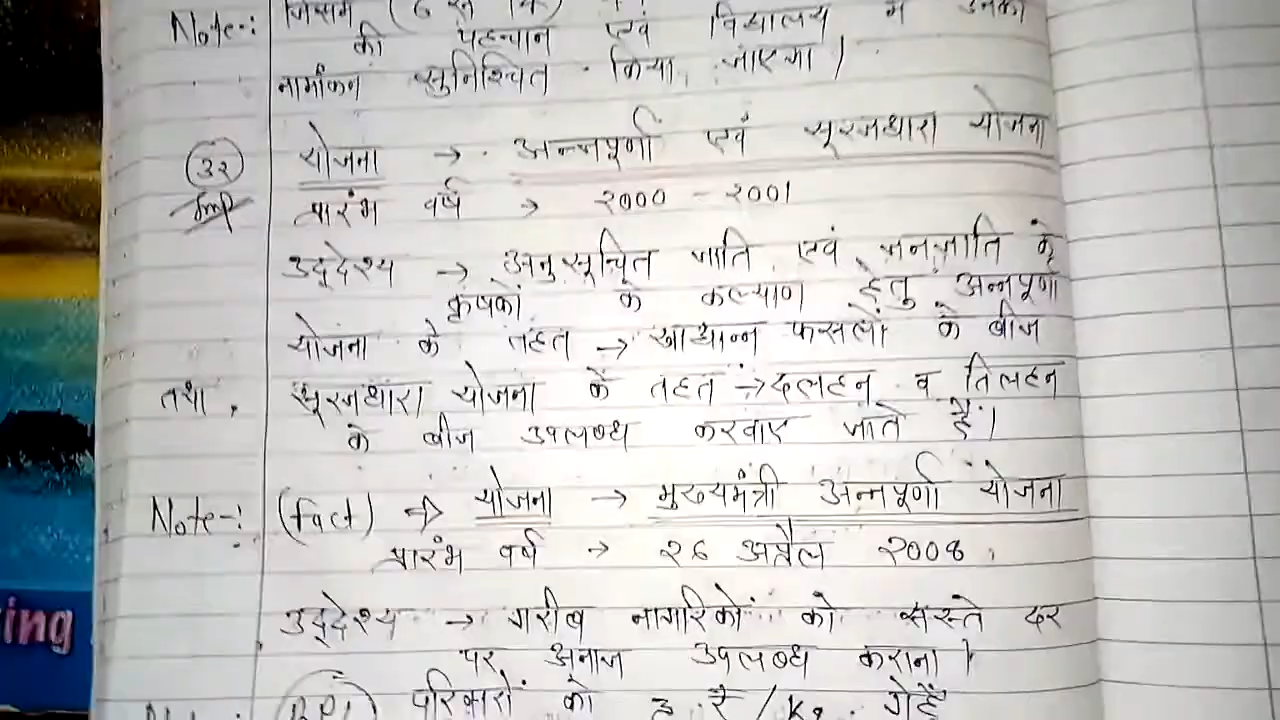 Note-: जिसमें
की पहचान एवं विद्यालय में उनका
नामांकन सुनिश्चित किया जाएगा।
(32) योजना → अन्नपूर्णा एवं सूरजधारा योजना
Imp प्रारंभ वर्ष → 2000 - 2001
उद्देश्य → अनुसूचित जाति एवं जनजाति के
कृषकों के कल्याण हेतु अन्नपूर्णा
योजना के तहत → खाद्यान्न फसलों के बीज
तथा, सूरजधारा योजना के तहत → दलहन व तिलहन
के बीज उपलब्ध करवाए जाते हैं।
Note-: (fact) ⇒ योजना → मुख्यमंत्री अन्नपूर्णा योजना
प्रारंभ वर्ष → 26 अप्रैल 2008
उद्देश्य → गरीब नागरिकों को सस्ते दर
पर अनाज उपलब्ध कराना।
परिवारों को 3 रु/kg गेहूँ
ing